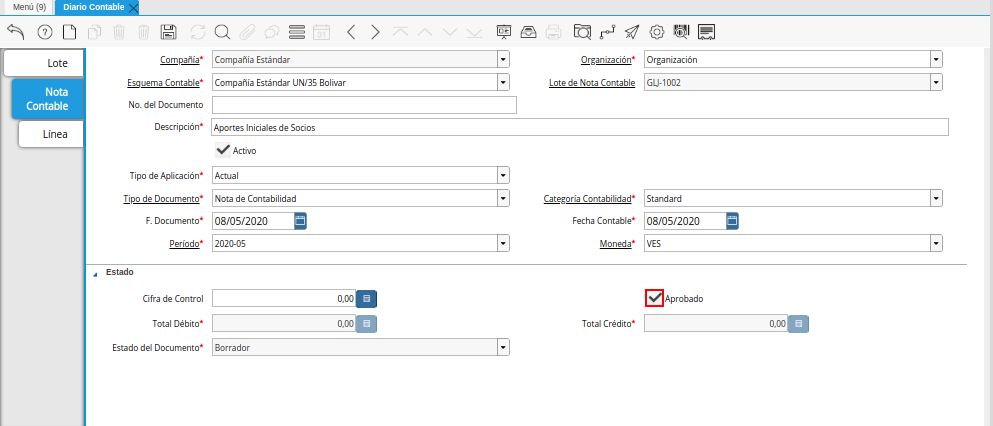 Menú (9) Diario Contable
Lote
Nota Contable
Línea
Compañía* Compañía Estándar Organización* Organización
Esquema Contable* Compañía Estándar UN/35 Bolivar Lote de Nota Contable GLJ-1002
No. del Documento
Descripción* Aportes Iniciales de Socios
Activo
Tipo de Aplicación* Actual
Tipo de Documento* Nota de Contabilidad Categoría Contabilidad* Standard
F. Documento* 08/05/2020 Fecha Contable* 08/05/2020
Período* 2020-05 Moneda* VES
Estado
Cifra de Control 0,00 Aprobado
Total Débito* 0,00 Total Crédito* 0,00
Estado del Documento* Borrador